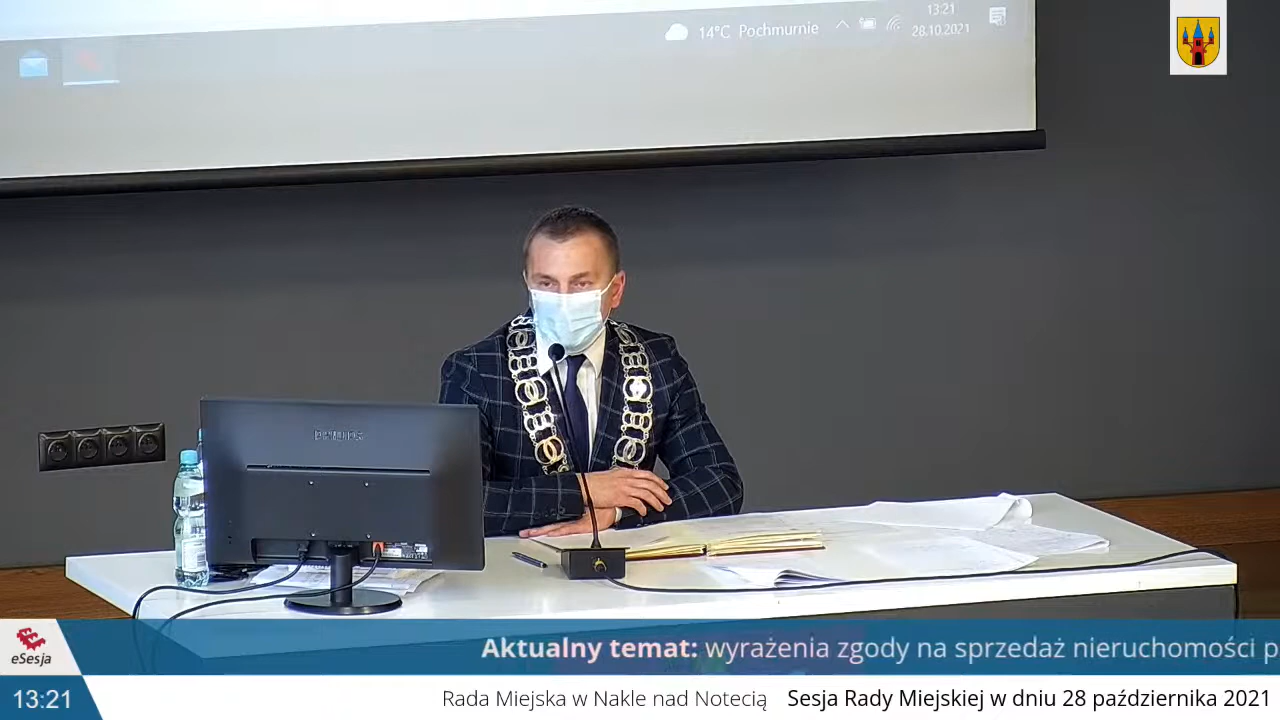 13:21
14°C Pochmurnie
28.10.2021
PHILIPS
Aktualny temat: wyrażenia zgody na sprzedaż nieruchomości p
eSesja
13:21
Rada Miejska w Nakle nad Notecią
Sesja Rady Miejskiej w dniu 28 października 2021